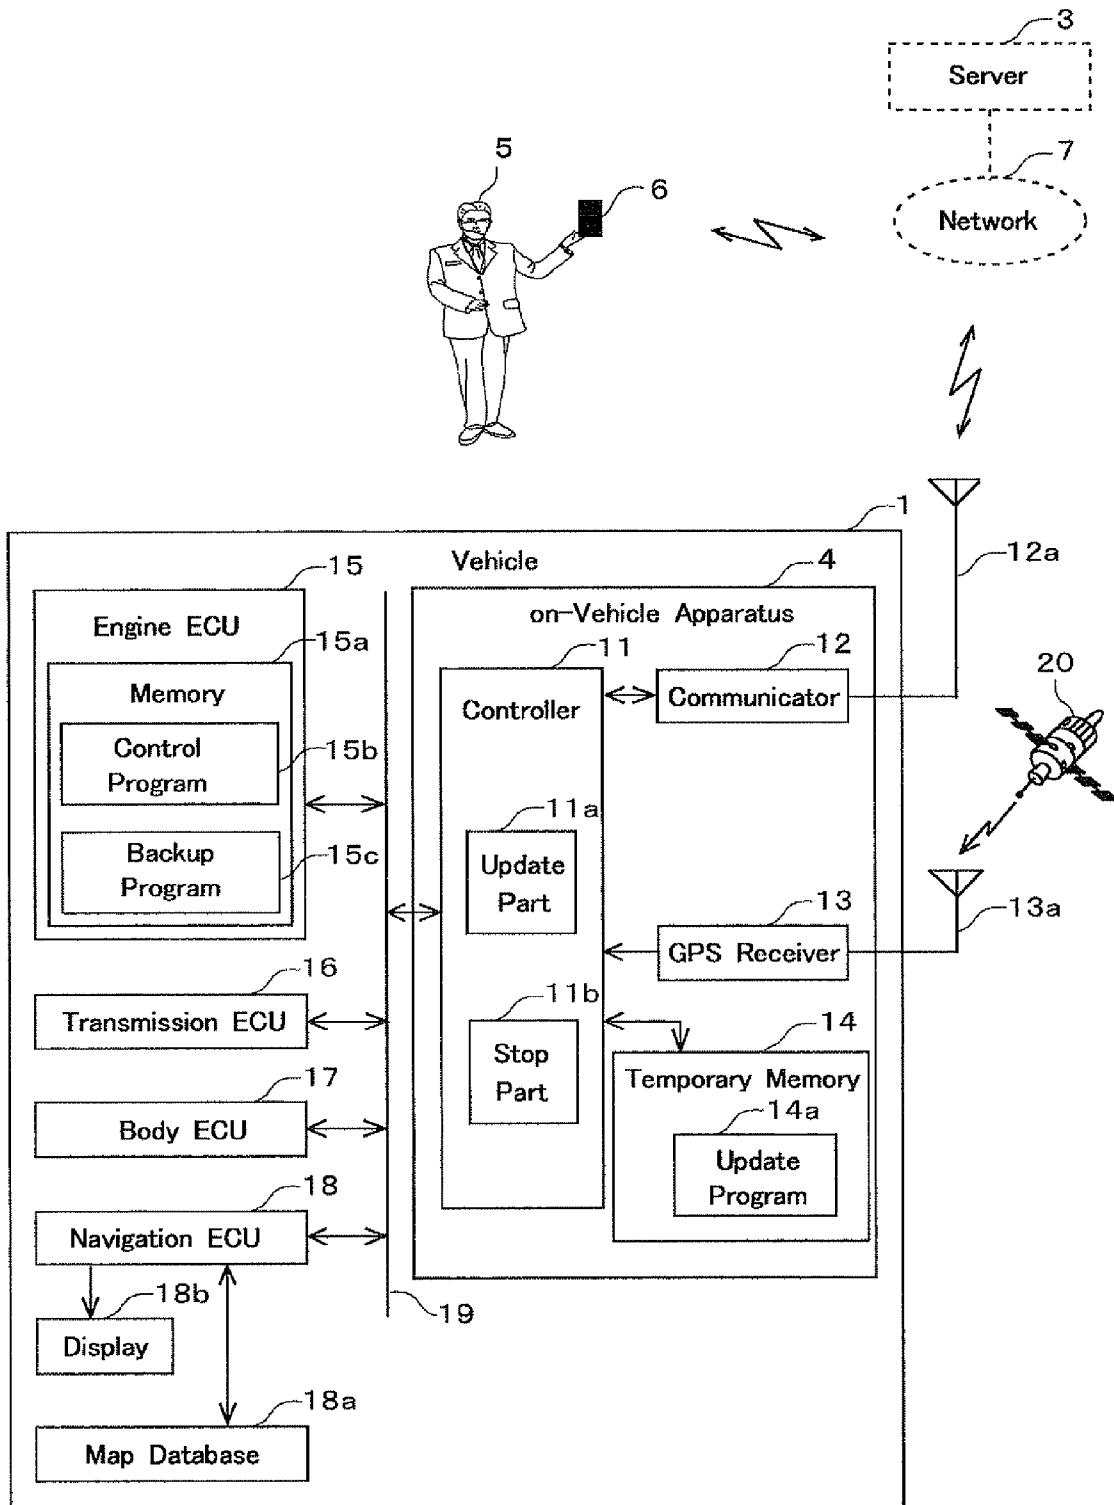 3
Server
7
Network
5
6
1
Vehicle
12a
15
Engine ECU
15a
Memory
Control
Program
15b
Backup
Program
15c
4
on-Vehicle Apparatus
11
Controller
12
Communicator
20
11a
Update
Part
13
GPS Receiver
13a
11b
Stop
Part
14
Temporary Memory
14a
Update
Program
16
Transmission ECU
17
Body ECU
18
Navigation ECU
18b
Display
19
18a
Map Database